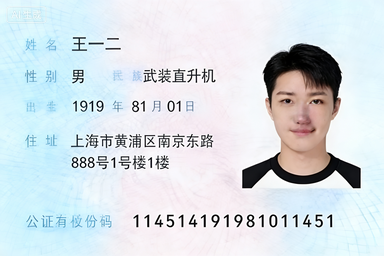 姓名 王一二
性别 男 民族 武装直升机
出生 1919 年 81 月 01 日
住址 上海市黄浦区南京东路
888号1号楼1楼
公证有效份码 114514191981011451